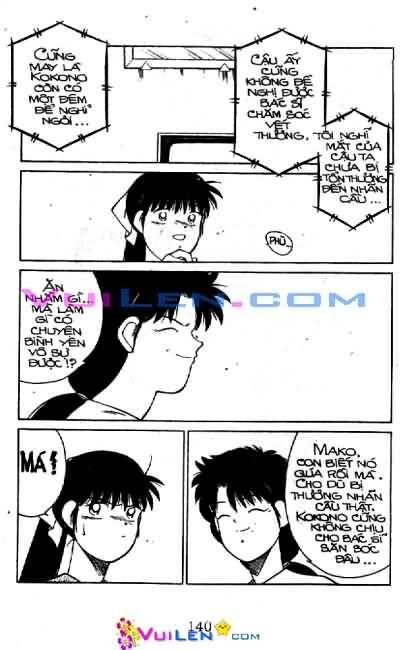 CŨNG
MAY LÀ
KOKONO
CÒN CÓ
MỘT ĐÊM
ĐỂ NGHỈ
NGƠI...
CẬU ẤY
CŨNG
KHÔNG ĐỀ
NGHỊ ĐƯỢC
BÁC SĨ
CHĂM SÓC
VẾT
THƯƠNG.
TÔI NGHĨ
MẮT CỦA
CẬU TA
CHƯA BỊ
TỔN THƯƠNG
ĐẾN NHÃN
CẦU...
PHÙ..
ĂN
NHẰM GÌ...
MÀ LÀM
GÌ CÓ
CHUYỆN
BÌNH YÊN
VÔ SỰ
ĐƯỢC!?
VUILEN.COM
MÁ!
MAKO,
CON BIẾT NÓ
QUÁ RỒI MÀ.
CHO DÙ BỊ
THƯƠNG NHÃN
CẦU THẬT,
KOKONO CŨNG
KHÔNG CHỊU
CHO BÁC SĨ
SĂN SÓC
ĐÂU...
140
VUILEN.COM